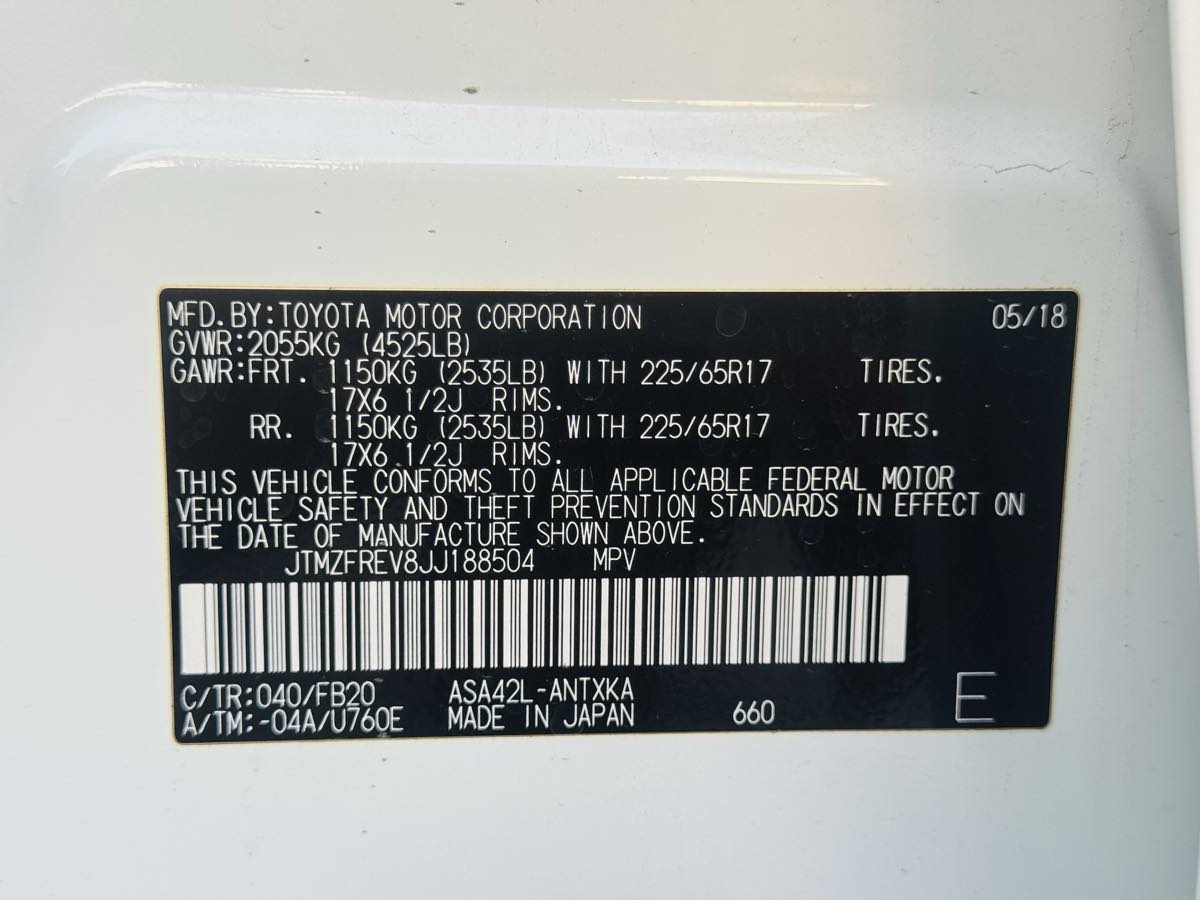 MFD.BY:TOYOTA MOTOR CORPORATION 05/18
GVWR:2055KG (4525LB)
GAWR:FRT. 1150KG (2535LB) WITH 225/65R17 TIRES.
17X6 1/2J RIMS.
RR. 1150KG (2535LB) WITH 225/65R17 TIRES.
17X6 1/2J RIMS.
THIS VEHICLE CONFORMS TO ALL APPLICABLE FEDERAL MOTOR
VEHICLE SAFETY AND THEFT PREVENTION STANDARDS IN EFFECT ON
THE DATE OF MANUFACTURE SHOWN ABOVE.
JTMZFREV8JJ188504 MPV
C/TR:040/FB20 ASA42L-ANTXKA
A/TM:-04A/U760E MADE IN JAPAN 660 E